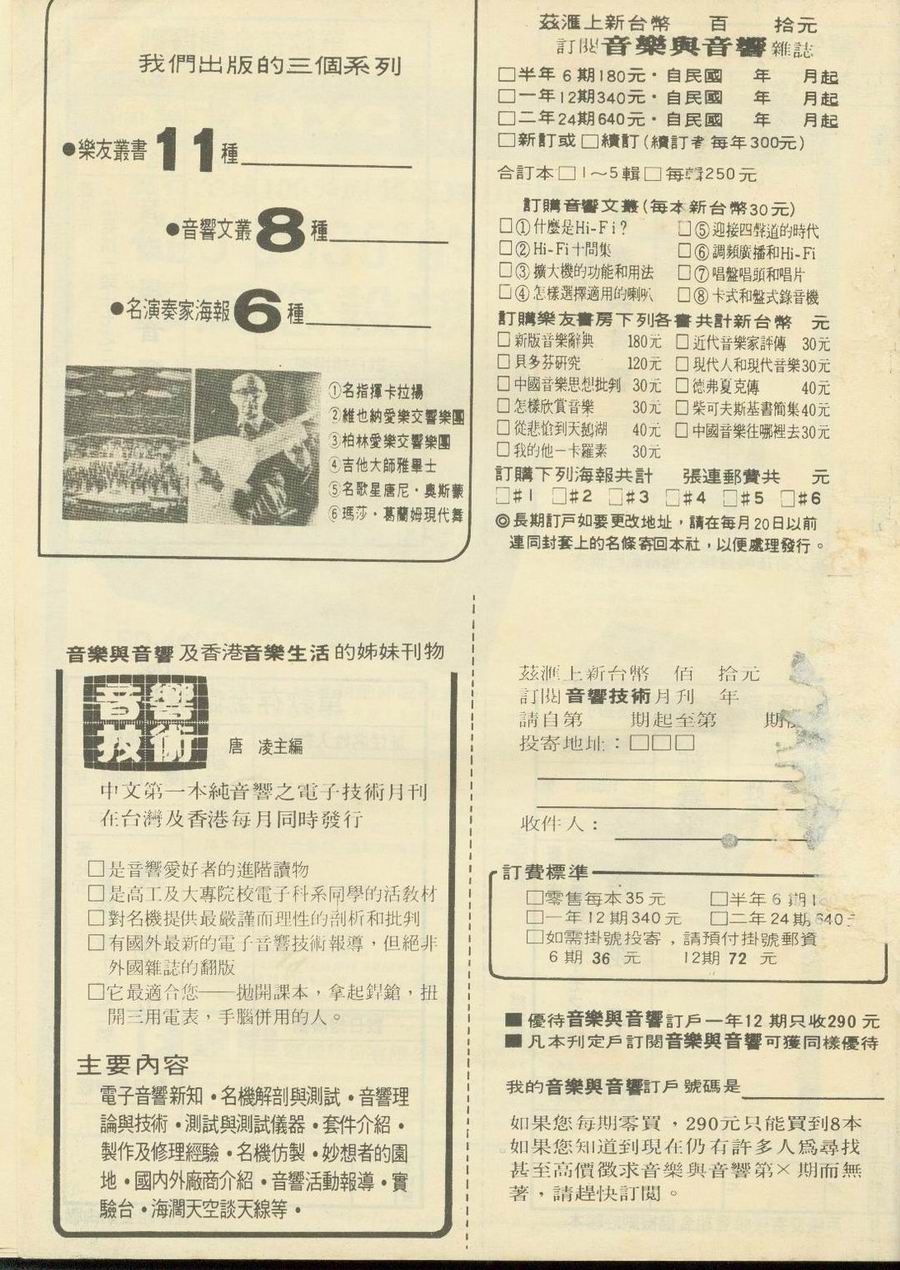 我們出版的三個系列
●樂友叢書11種
●音響文叢8種
●名演奏家海報6種
①名指揮卡拉揚
②維也納愛樂交響樂團
③柏林愛樂交響樂團
④吉他大師雅畢士
⑤名歌星唐尼·奧斯蒙
⑥瑪莎·葛蘭姆現代舞
茲滙上新台幣 百 拾元
訂閱音樂與音響雜誌
□半年6期180元·自民國 年 月起
□一年12期340元·自民國 年 月起
□二年24期640元·自民國 年 月起
□新訂或□續訂(續訂者每年300元)
合訂本□1～5輯□每輯250元
訂購音響文叢(每本新台幣30元)
□①什麼是Hi-Fi? □⑤迎接四聲道的時代
□②Hi-Fi十問集 □⑥調頻廣播和Hi-Fi
□③擴大機的功能和用法 □⑦唱盤唱頭和唱片
□④怎樣選擇適用的喇叭 □⑧卡式和盤式錄音機
訂購樂友書房下列各書共計新台幣 元
□新版音樂辭典 180元 □近代音樂家評傳 30元
□貝多芬研究 120元 □現代人和現代音樂30元
□中國音樂思想批判 30元 □德弗夏克傳 40元
□怎樣欣賞音樂 30元 □柴可夫斯基書簡集40元
□從悲愴到天鵝湖 40元 □中國音樂往哪裡去30元
□我的他—卡羅素 30元
訂購下列海報共計 張連郵費共 元
□#1 □#2 □#3 □#4 □#5 □#6
◎長期訂戶如要更改地址，請在每月20日以前
連同封套上的名條寄回本社，以便處理發行。
音樂與音響及香港音樂生活的姊妹刊物
音響
技術
唐 凌主編
中文第一本純音響之電子技術月刊
在台灣及香港每月同時發行
□是音響愛好者的進階讀物
□是高工及大專院校電子科系同學的活教材
□對名機提供最嚴謹而理性的剖析和批判
□有國外最新的電子音響技術報導，但絕非
外國雜誌的翻版
□它最適合您——拋開課本，拿起銲鎗，扭
開三用電表，手腦併用的人。
主要內容
電子音響新知·名機解剖與測試·音響理
論與技術·測試與測試儀器·套件介紹·
製作及修理經驗·名機仿製·妙想者的園
地·國內外廠商介紹·音響活動報導·實
驗台·海濶天空談天線等·
茲滙上新台幣 佰 拾元
訂閱音響技術月刊 年
請自第 期起至第 期
投寄地址：□□□
收件人：
訂費標準
□零售每本35元 □半年6期
□一年12期340元 □二年24期640
□如需掛號投寄，請預付掛號郵資
6期 36 元 12期 72 元
■優待音樂與音響訂戶一年12期只收290元
■凡本刊定戶訂閱音樂與音響可獲同樣優待
我的音樂與音響訂戶號碼是
如果您每期零買，290元只能買到8本
如果您知道到現在仍有許多人爲尋找
甚至高價徵求音樂與音響第×期而無
著，請趕快訂閱。